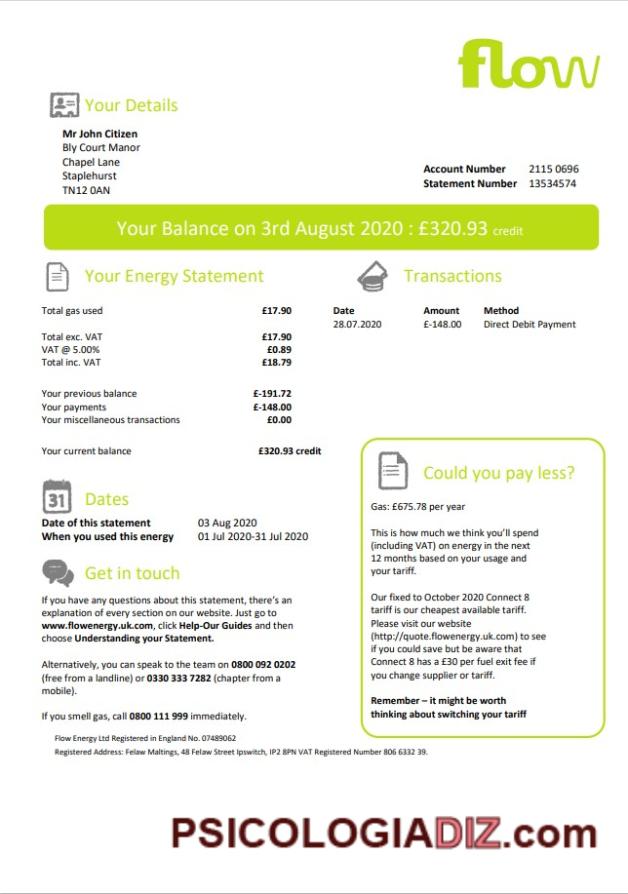 flow
Your Details
Mr John Citizen
Bly Court Manor
Chapel Lane
Staplehurst
TN12 0AN
Account Number 2115 0696
Statement Number 13534574
Your Balance on 3rd August 2020 : £320.93 credit
Your Energy Statement
Total gas used £17.90
Total exc. VAT £17.90
VAT @ 5.00% £0.89
Total inc. VAT £18.79
Your previous balance £-191.72
Your payments £-148.00
Your miscellaneous transactions £0.00
Your current balance £320.93 credit
Transactions
Date Amount Method
28.07.2020 £-148.00 Direct Debit Payment
31
Dates
Date of this statement 03 Aug 2020
When you used this energy 01 Jul 2020-31 Jul 2020
Get in touch
If you have any questions about this statement, there's an
explanation of every section on our website. Just go to
www.flowenergy.uk.com, click Help-Our Guides and then
choose Understanding your Statement.
Alternatively, you can speak to the team on 0800 092 0202
(free from a landline) or 0330 333 7282 (chapter from a
mobile).
If you smell gas, call 0800 111 999 immediately.
Could you pay less?
Gas: £675.78 per year
This is how much we think you'll spend
(including VAT) on energy in the next
12 months based on your usage and
your tariff.
Our fixed to October 2020 Connect 8
tariff is our cheapest available tariff.
Please visit our website
(http://quote.flowenergy.uk.com) to see
if you could save but be aware that
Connect 8 has a £30 per fuel exit fee if
you change supplier or tariff.
Remember – it might be worth
thinking about switching your tariff
Flow Energy Ltd Registered in England No. 07489062
Registered Address: Felaw Maltings, 48 Felaw Street Ipswitch, IP2 8PN VAT Registered Number 806 6332 39.
PSICOLOGIADIZ.com